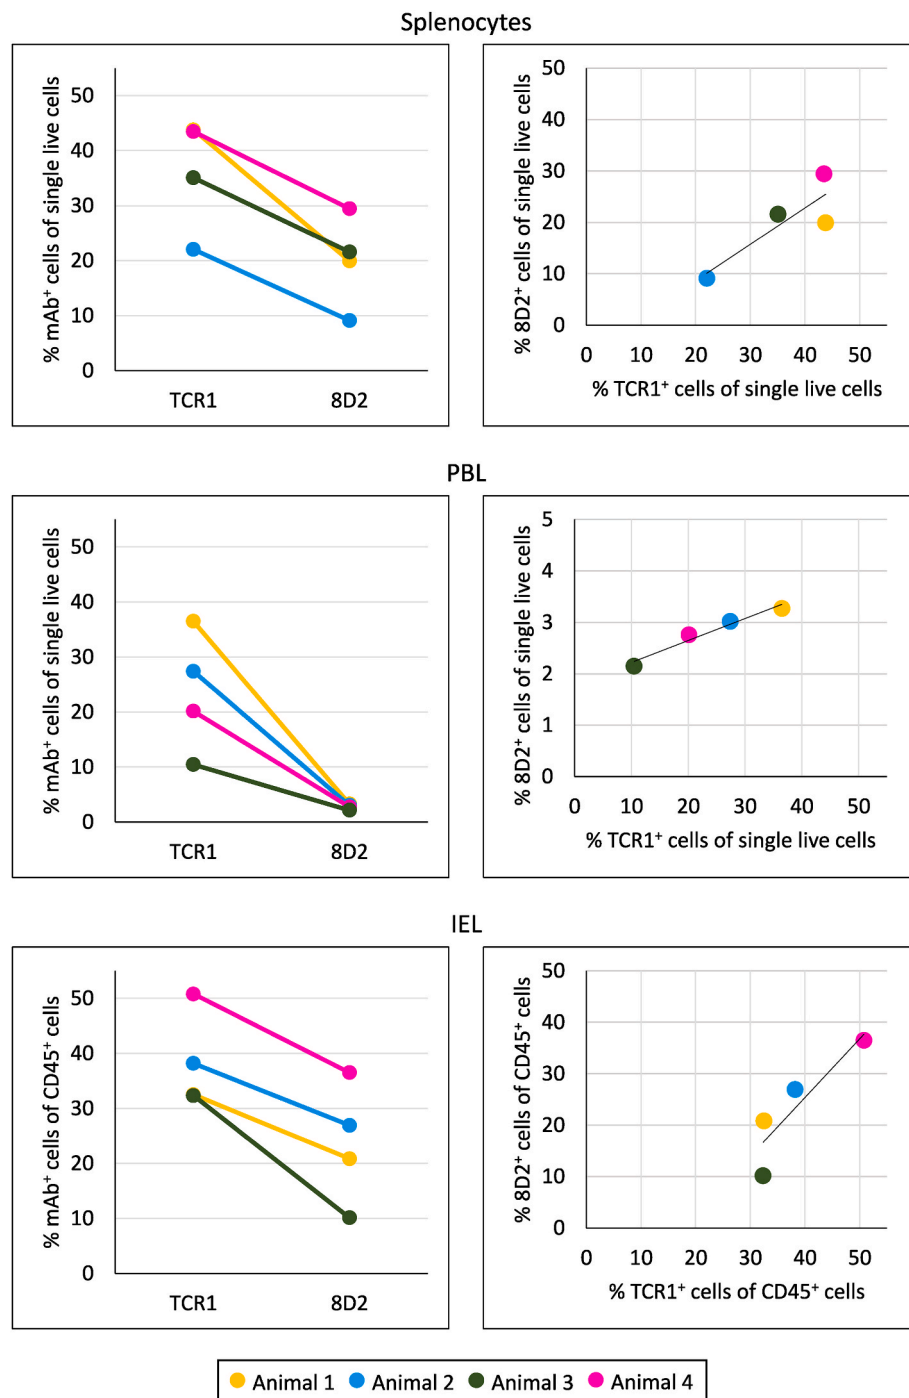 Splenocytes
% mAb⁺ cells of single live cells
50
40
30
20
10
0
TCR1 8D2
% 8D2⁺ cells of single live cells
50
40
30
20
10
0
0 10 20 30 40 50
% TCR1⁺ cells of single live cells
PBL
% mAb⁺ cells of single live cells
50
40
30
20
10
0
TCR1 8D2
% 8D2⁺ cells of single live cells
5
4
3
2
1
0
0 10 20 30 40 50
% TCR1⁺ cells of single live cells
IEL
% mAb⁺ cells of CD45⁺ cells
50
40
30
20
10
0
TCR1 8D2
% 8D2⁺ cells of CD45⁺ cells
50
40
30
20
10
0
0 10 20 30 40 50
% TCR1⁺ cells of CD45⁺ cells
Animal 1 Animal 2 Animal 3 Animal 4